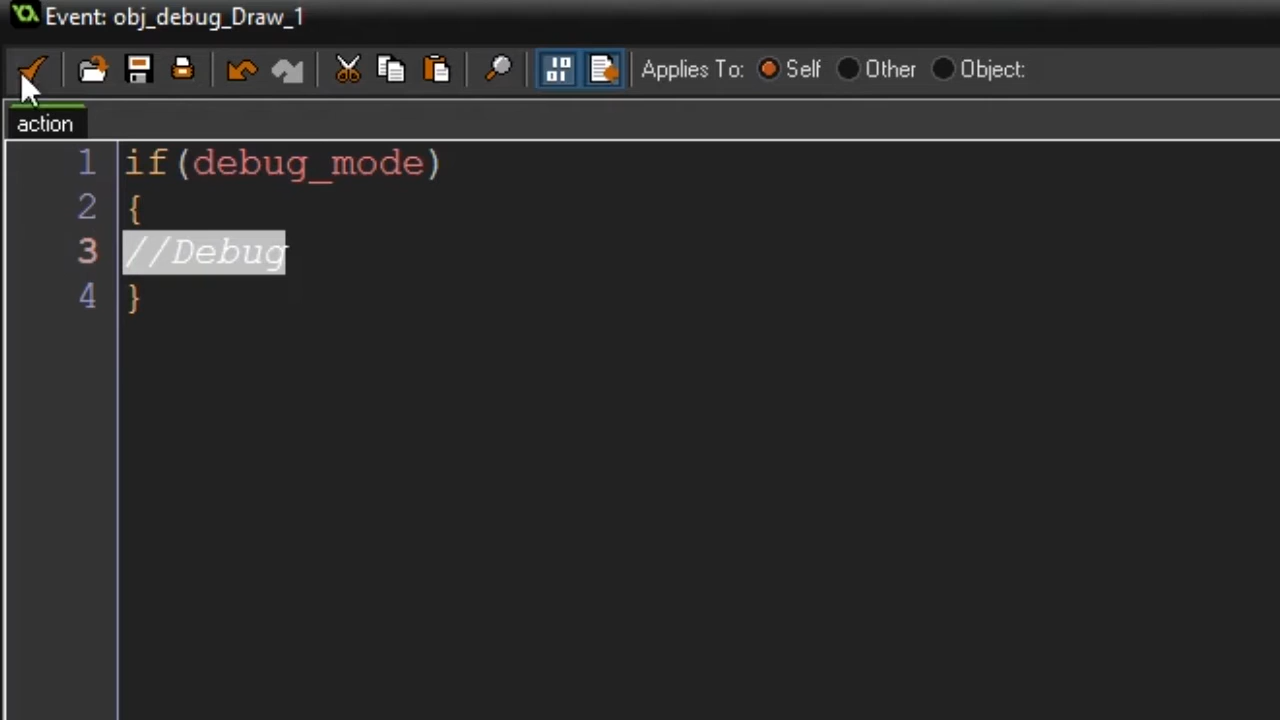 Event: obj_debug_Draw_1
Applies To: Self Other Object:
action
1 if(debug_mode)
2 {
3 //Debug
4 }